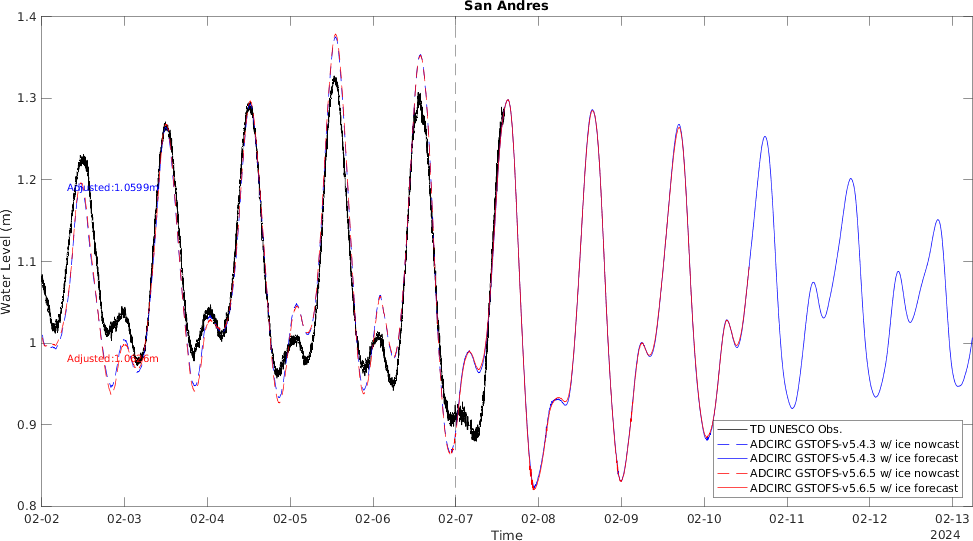 San Andres
1.4
1.3
1.2
1.1
1
0.9
0.8
Water Level (m)
Adjusted:1.0599m
TD UNESCO Obs.
ADCIRC GSTOFS-v5.4.3 w/ ice nowcast
ADCIRC GSTOFS-v5.4.3 w/ ice forecast
ADCIRC GSTOFS-v5.6.5 w/ ice nowcast
ADCIRC GSTOFS-v5.6.5 w/ ice forecast
02-02 02-03 02-04 02-05 02-06 02-07 02-08 02-09 02-10 02-11 02-12 02-13
2024
Time